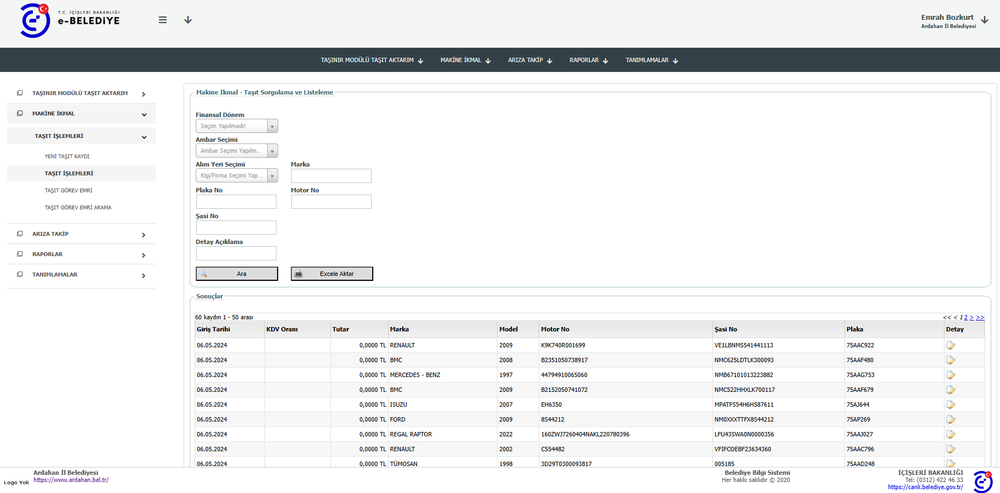 T.C. İÇİŞLERİ BAKANLIĞI
e-BELEDİYE
Emrah Bozkurt
Ardahan İl Belediyesi
TAŞINIR MODÜLÜ TAŞIT AKTARIM
MAKİNE İKMAL
ARIZA TAKİP
RAPORLAR
TANIMLAMALAR
TAŞINIR MODÜLÜ TAŞIT AKTARIM
MAKİNE İKMAL
TAŞIT İŞLEMLERİ
YENİ TAŞIT KAYDI
TAŞIT İŞLEMLERİ
TAŞIT GÖREV EMRİ
TAŞIT GÖREV EMRİ ARAMA
ARIZA TAKİP
RAPORLAR
TANIMLAMALAR
Makine İkmal - Taşıt Sorgulama ve Listeleme
Finansal Dönem
Seçim Yapılmadı!
Ambar Seçimi
Ambar Seçimi Yapılm...
Alım Yeri Seçimi Marka
Kişi/Firma Seçimi Yap...
Plaka No Motor No
Şasi No
Detay Açıklama
Ara Excele Aktar
Sonuçlar
60 kaydın 1 - 50 arası << < 1 2 > >>
Giriş Tarihi KDV Oranı Tutar Marka Model Motor No Şasi No Plaka Detay
06.05.2024 0,0000 TL RENAULT 2009 K9K740R001699 VE1LBNMS541441113 75AAC922
06.05.2024 0,0000 TL BMC 2008 B2351050738917 NMC625LDTLK300093 75AAF480
06.05.2024 0,0000 TL MERCEDES - BENZ 1997 44794910065060 NMB67101013223882 75AAG753
06.05.2024 0,0000 TL BMC 2009 B2152050741072 NMC522HHXLK700117 75AAF679
06.05.2024 0,0000 TL ISUZU 2007 EH6350 MPATFS54H6H587611 75AJ644
06.05.2024 0,0000 TL FORD 2009 8S44212 NM0XXXTTFX8S44212 75AP269
06.05.2024 0,0000 TL REGAL RAPTOR 2022 160ZWJ7260404NAKL220780396 LFU43SWA0N0000356 75AAJ027
06.05.2024 0,0000 TL RENAULT 2002 C554482 VFIFCOEBF23634360 75AAC796
06.05.2024 0,0000 TL TÜMOSAN 1998 3D29T0300093817 005185 75AAD248
Logo Yok
Ardahan İl Belediyesi
https://www.ardahan.bel.tr/
Belediye Bilgi Sistemi
Her hakkı saklıdır © 2020
İÇİŞLERİ BAKANLIĞI
Tel: (0312) 422 46 33
https://canli.belediye.gov.tr/